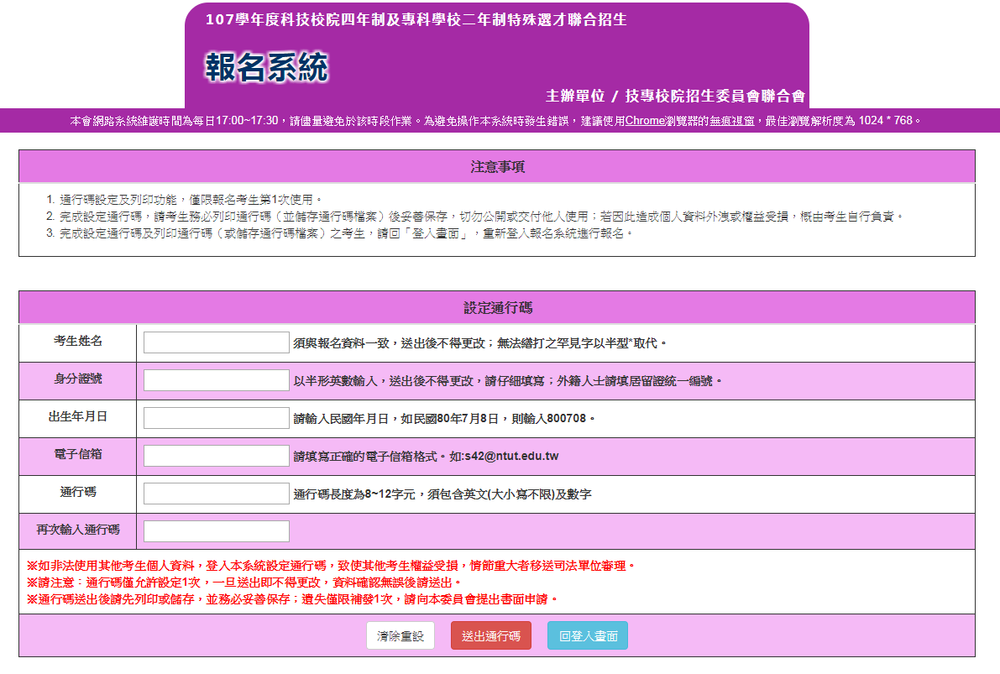 107學年度科技校院四年制及專科學校二年制特殊選才聯合招生
報名系統
主辦單位 / 技專校院招生委員會聯合會
本會網路系統維護時間為每日17:00~17:30，請儘量避免於該時段作業。為避免操作本系統時發生錯誤，建議使用Chrome瀏覽器的無痕視窗，最佳瀏覽解析度為 1024 * 768。
注意事項
1. 通行碼設定及列印功能，僅限報名考生第1次使用。
2. 完成設定通行碼，請考生務必列印通行碼（並儲存通行碼檔案）後妥善保存，切勿公開或交付他人使用；若因此造成個人資料外洩或權益受損，概由考生自行負責。
3. 完成設定通行碼及列印通行碼（或儲存通行碼檔案）之考生，請回「登入畫面」，重新登入報名系統進行報名。
設定通行碼
考生姓名 須與報名資料一致，送出後不得更改；無法繕打之罕見字以半型*取代。
身分證號 以半形英數輸入，送出後不得更改，請仔細填寫；外籍人士請填居留證統一編號。
出生年月日 請輸入民國年月日，如民國80年7月8日，則輸入800708。
電子信箱 請填寫正確的電子信箱格式。如:s42@ntut.edu.tw
通行碼 通行碼長度為8~12字元，須包含英文(大小寫不限)及數字
再次輸入通行碼
※如非法使用其他考生個人資料，登入本系統設定通行碼，致使其他考生權益受損，情節重大者移送司法單位審理。
※請注意：通行碼僅允許設定1次，一旦送出即不得更改，資料確認無誤後請送出。
※通行碼送出後請先列印或儲存，並務必妥善保存；遺失僅限補發1次，請向本委員會提出書面申請。
清除重設 送出通行碼 回登入畫面